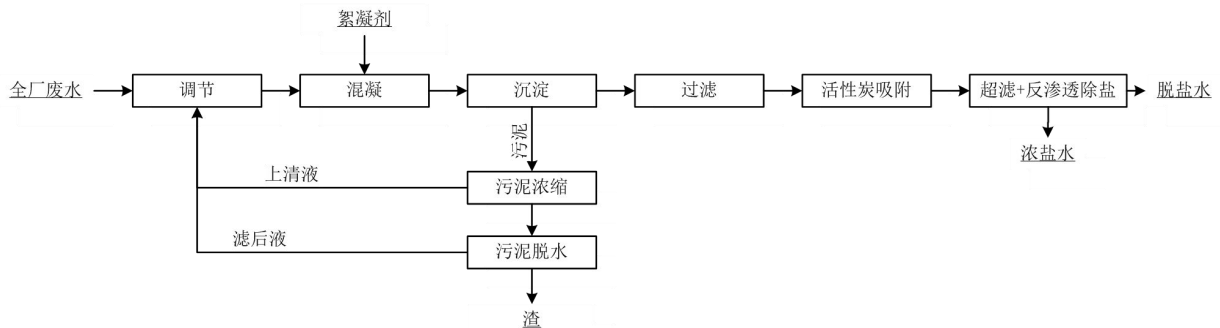 絮凝剂
全厂废水
调节
混凝
沉淀
过滤
活性炭吸附
超滤+反渗透除盐
脱盐水
污泥
浓盐水
上清液
污泥浓缩
滤后液
污泥脱水
渣